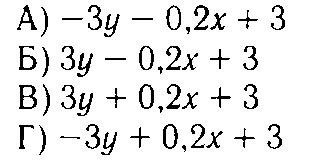 А) −3y − 0,2x + 3
Б) 3y − 0,2x + 3
В) 3y + 0,2x + 3
Г) −3y + 0,2x + 3